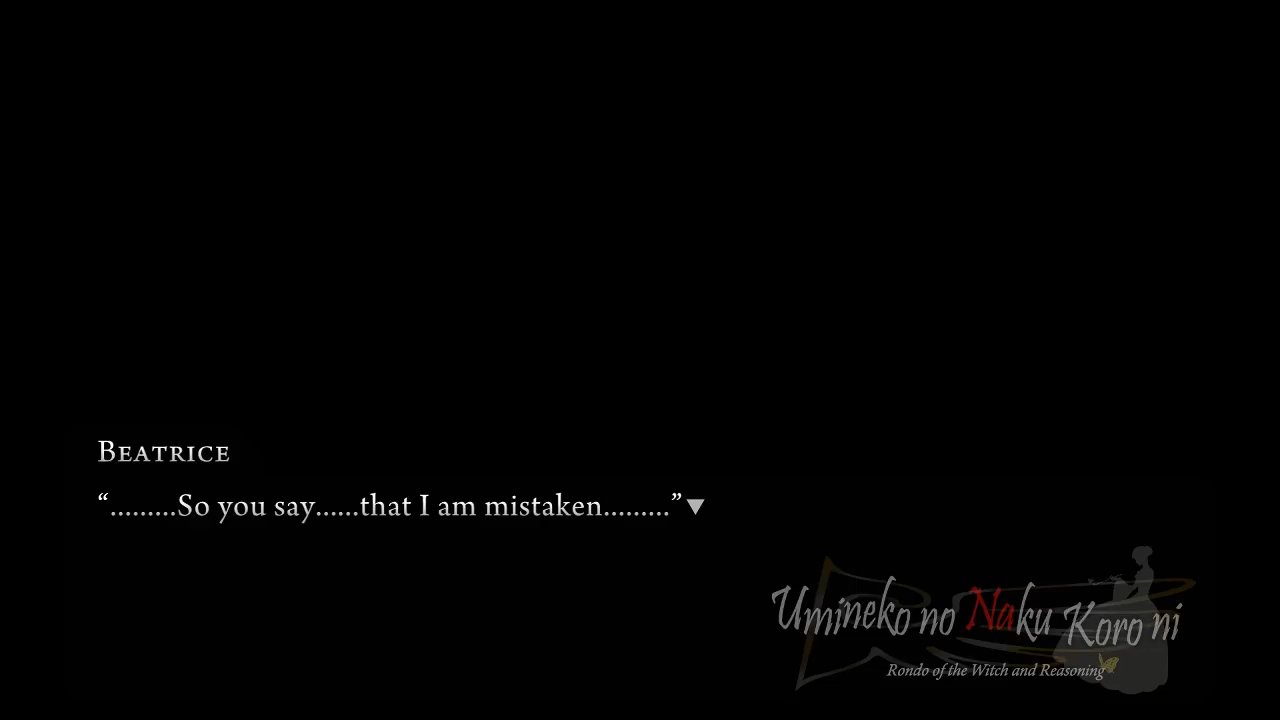 BEATRICE
“.........So you say......that I am mistaken.........”
Umineko no Naku Koro ni
Rondo of the Witch and Reasoning